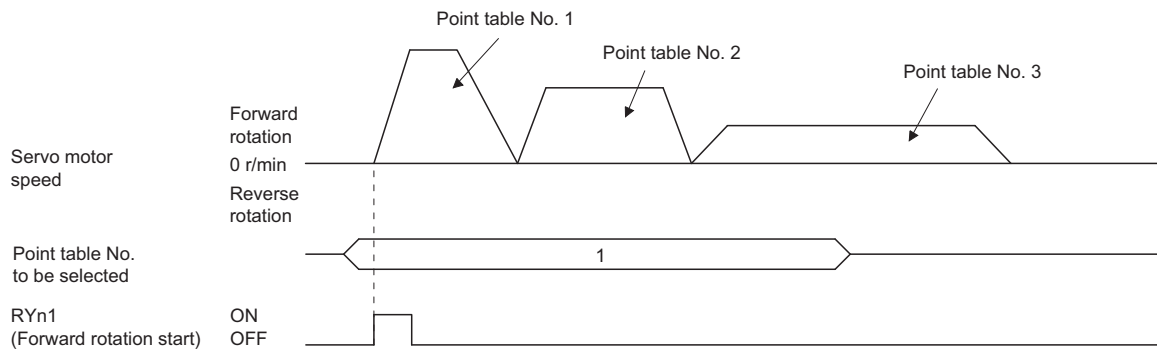 Point table No. 1
Point table No. 2
Point table No. 3
Forward
rotation
Servo motor
speed
0 r/min
Reverse
rotation
Point table No.
to be selected
1
RYn1
(Forward rotation start)
ON
OFF